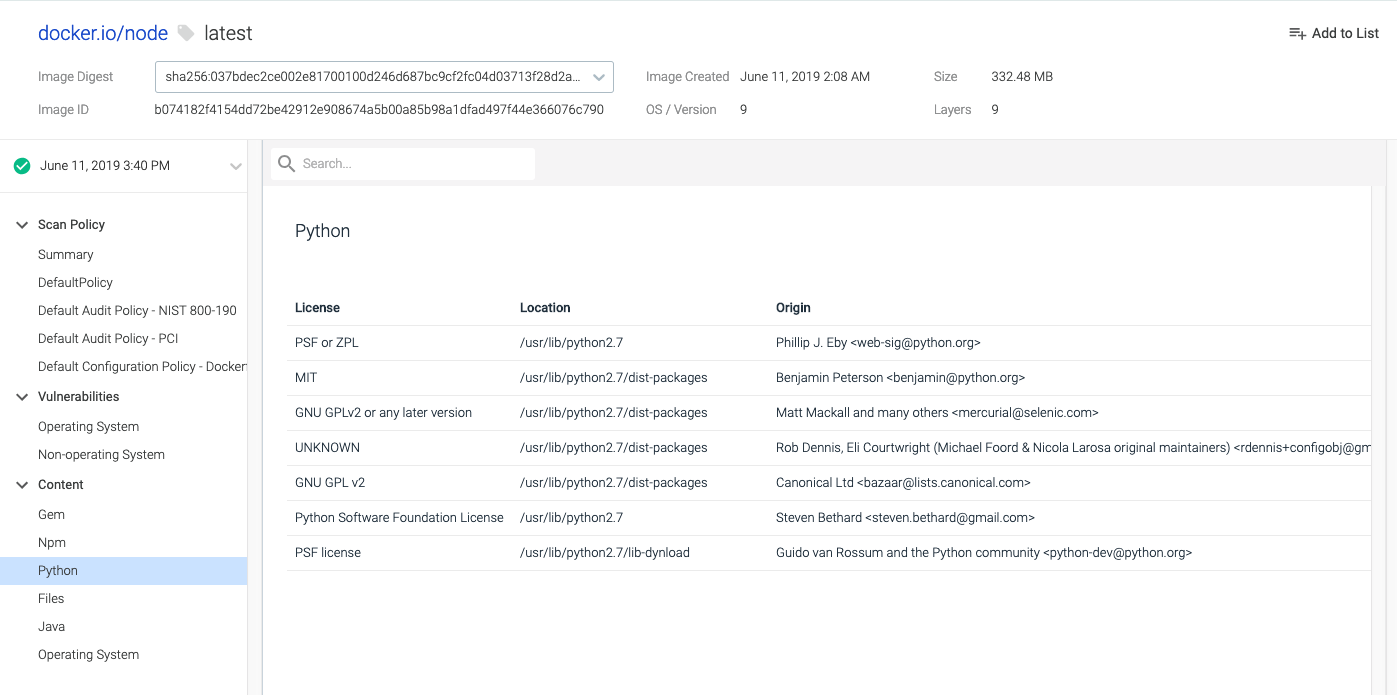 docker.io/node latest
Add to List
Image Digest sha256:037bdec2ce002e81700100d246d687bc9cf2fc04d03713f28d2a... Image Created June 11, 2019 2:08 AM Size 332.48 MB
Image ID b074182f4154dd72be42912e908674a5b00a85b98a1dfad497f44e366076c790 OS / Version 9 Layers 9
June 11, 2019 3:40 PM
Scan Policy
Summary
DefaultPolicy
Default Audit Policy - NIST 800-190
Default Audit Policy - PCI
Default Configuration Policy - Docker
Vulnerabilities
Operating System
Non-operating System
Content
Gem
Npm
Python
Files
Java
Operating System
Search...
Python
License Location Origin
PSF or ZPL /usr/lib/python2.7 Phillip J. Eby <web-sig@python.org>
MIT /usr/lib/python2.7/dist-packages Benjamin Peterson <benjamin@python.org>
GNU GPLv2 or any later version /usr/lib/python2.7/dist-packages Matt Mackall and many others <mercurial@selenic.com>
UNKNOWN /usr/lib/python2.7/dist-packages Rob Dennis, Eli Courtwright (Michael Foord & Nicola Larosa original maintainers) <rdennis+configobj@gm
GNU GPL v2 /usr/lib/python2.7/dist-packages Canonical Ltd <bazaar@lists.canonical.com>
Python Software Foundation License /usr/lib/python2.7 Steven Bethard <steven.bethard@gmail.com>
PSF license /usr/lib/python2.7/lib-dynload Guido van Rossum and the Python community <python-dev@python.org>